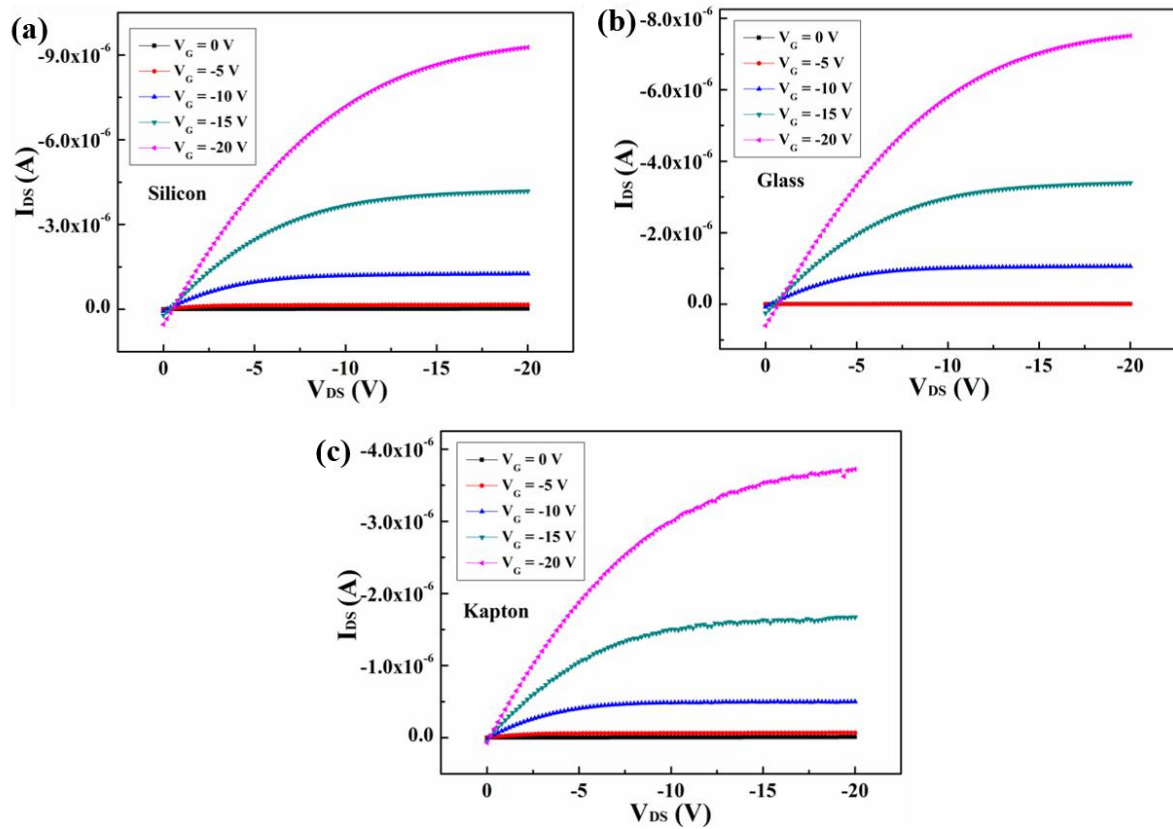 (a)
-9.0x10⁻⁶
-6.0x10⁻⁶
-3.0x10⁻⁶
0.0
I_DS (A)
V_G = 0 V
V_G = -5 V
V_G = -10 V
V_G = -15 V
V_G = -20 V
Silicon
0 -5 -10 -15 -20
V_DS (V)
(b)
-8.0x10⁻⁶
-6.0x10⁻⁶
-4.0x10⁻⁶
-2.0x10⁻⁶
0.0
I_DS (A)
V_G = 0 V
V_G = -5 V
V_G = -10 V
V_G = -15 V
V_G = -20 V
Glass
0 -5 -10 -15 -20
V_DS (V)
(c)
-4.0x10⁻⁶
-3.0x10⁻⁶
-2.0x10⁻⁶
-1.0x10⁻⁶
0.0
I_DS (A)
V_G = 0 V
V_G = -5 V
V_G = -10 V
V_G = -15 V
V_G = -20 V
Kapton
0 -5 -10 -15 -20
V_DS (V)